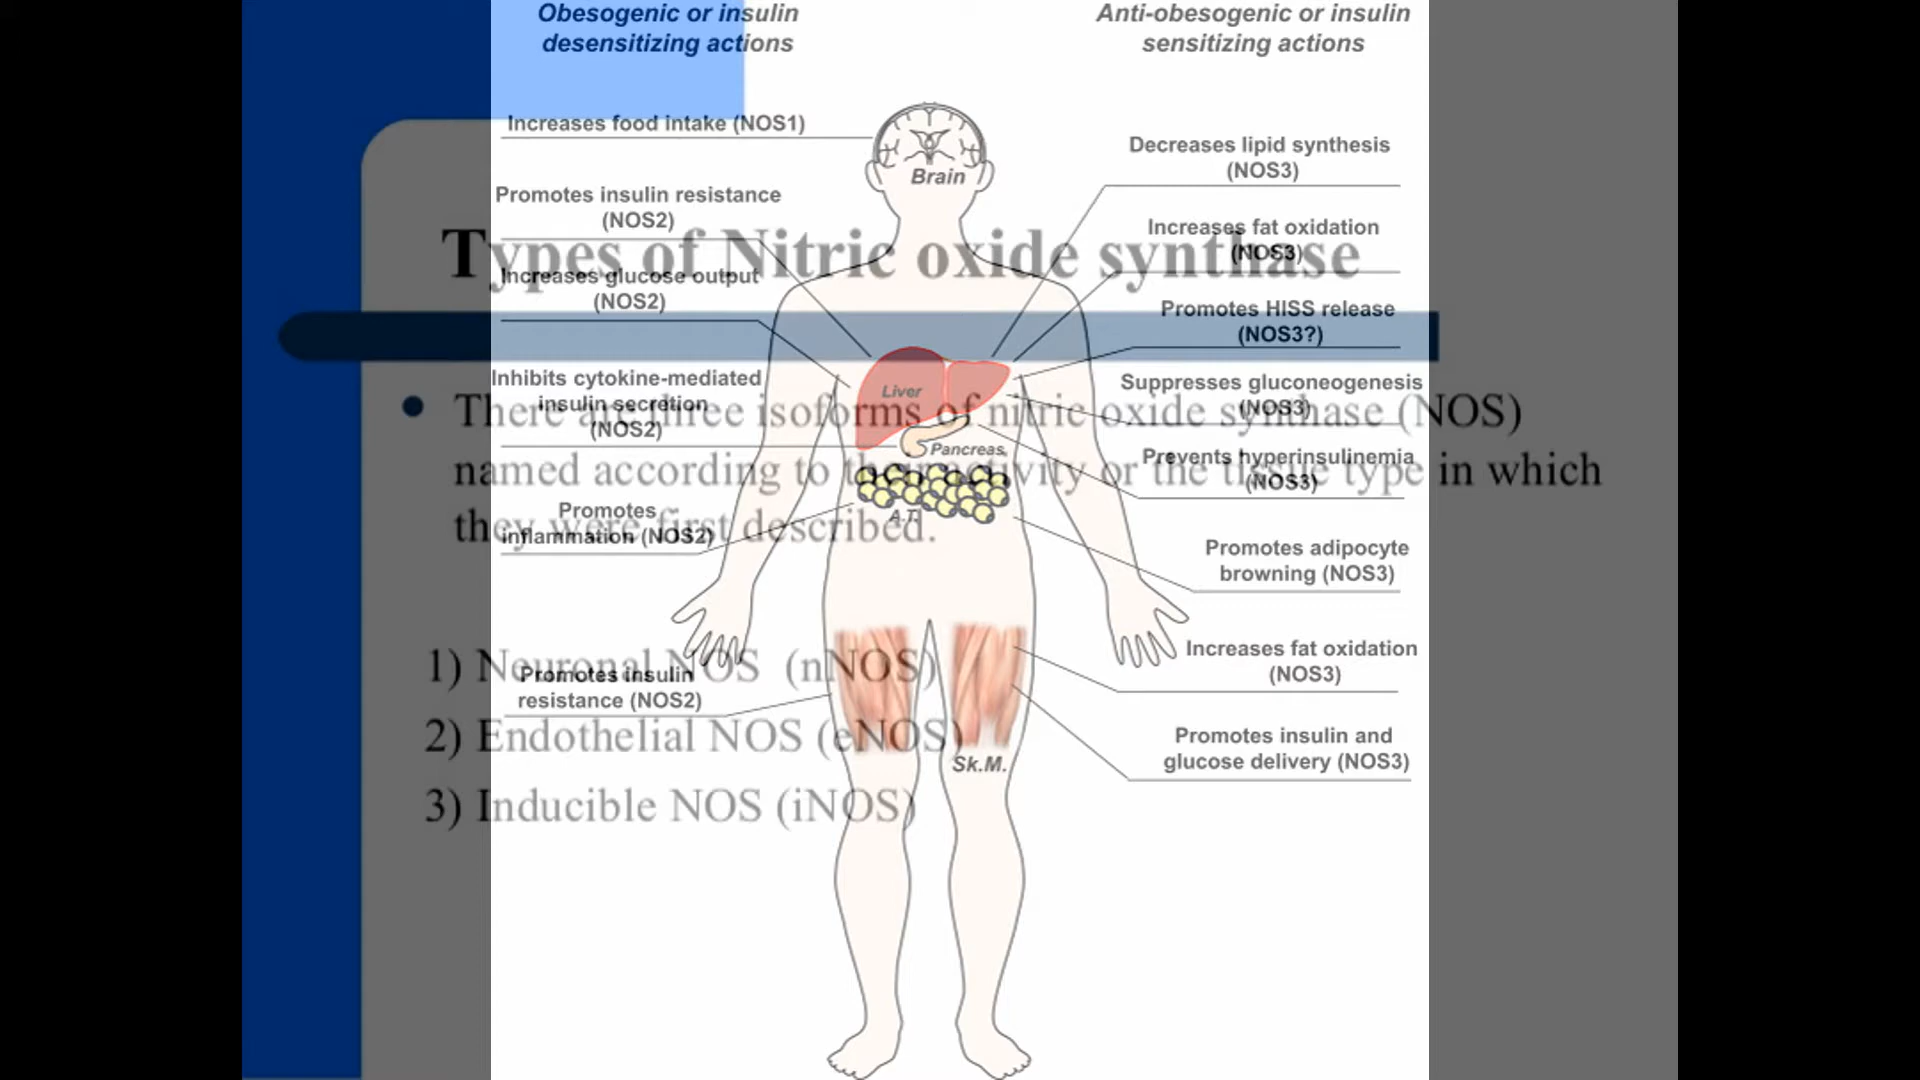 Obesogenic or insulin
desensitizing actions
Anti-obesogenic or insulin
sensitizing actions
Increases food intake (NOS1)
Promotes insulin resistance
(NOS2)
Increases glucose output
(NOS2)
Inhibits cytokine-mediated
insulin secretion
(NOS2)
Promotes
inflammation (NOS2)
Promotes insulin
resistance (NOS2)
Brain
Liver
Pancreas
A.T.
Sk.M.
Decreases lipid synthesis
(NOS3)
Increases fat oxidation
(NOS3)
Promotes HISS release
(NOS3?)
Suppresses gluconeogenesis
(NOS3)
Prevents hyperinsulinemia
(NOS3)
Promotes adipocyte
browning (NOS3)
Increases fat oxidation
(NOS3)
Promotes insulin and
glucose delivery (NOS3)
Types of Nitric oxide synthase
There are three isoforms of nitric oxide synthase (NOS)
named according to their activity or the tissue type in which
they were first described.
1) Neuronal NOS (nNOS)
2) Endothelial NOS (eNOS)
3) Inducible NOS (iNOS)